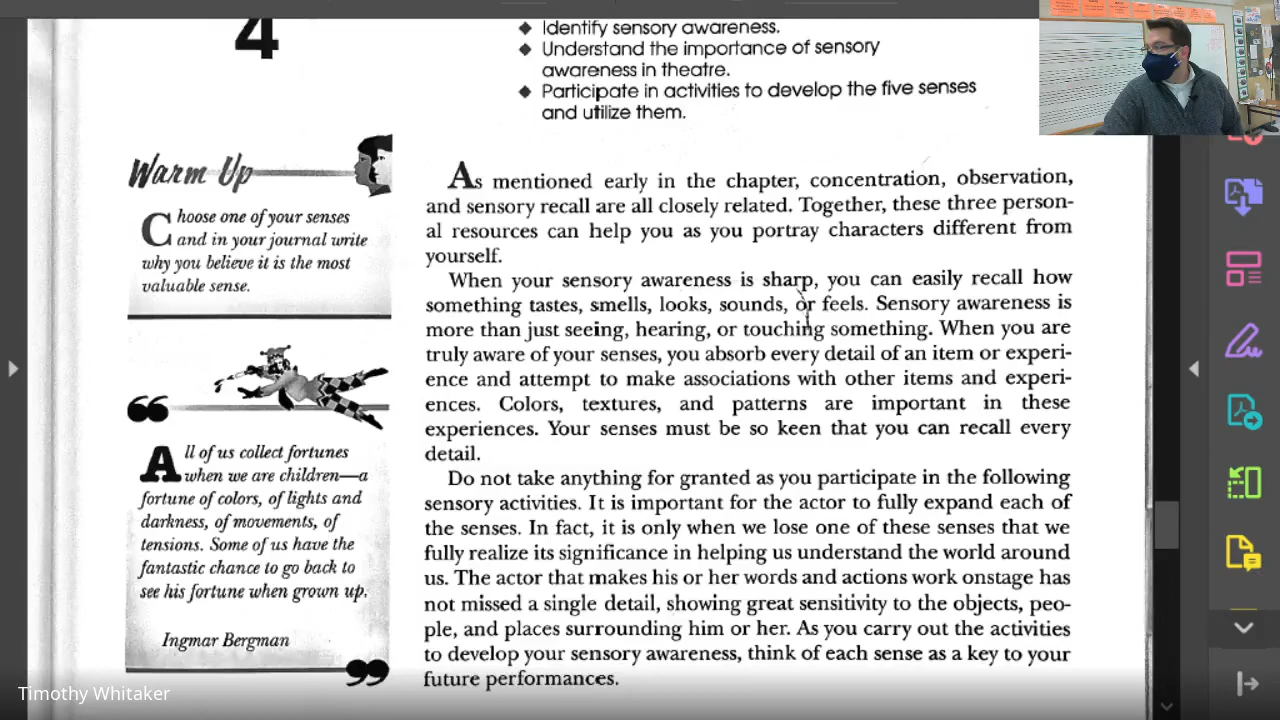 4
◆ Identify sensory awareness.
◆ Understand the importance of sensory
awareness in theatre.
◆ Participate in activities to develop the five senses
and utilize them.
Warm Up
Choose one of your senses
and in your journal write
why you believe it is the most
valuable sense.
“
All of us collect fortunes
when we are children—a
fortune of colors, of lights and
darkness, of movements, of
tensions. Some of us have the
fantastic chance to go back to
see his fortune when grown up.
Ingmar Bergman
”
As mentioned early in the chapter, concentration, observation,
and sensory recall are all closely related. Together, these three person-
al resources can help you as you portray characters different from
yourself.
When your sensory awareness is sharp, you can easily recall how
something tastes, smells, looks, sounds, or feels. Sensory awareness is
more than just seeing, hearing, or touching something. When you are
truly aware of your senses, you absorb every detail of an item or experi-
ence and attempt to make associations with other items and experi-
ences. Colors, textures, and patterns are important in these
experiences. Your senses must be so keen that you can recall every
detail.
Do not take anything for granted as you participate in the following
sensory activities. It is important for the actor to fully expand each of
the senses. In fact, it is only when we lose one of these senses that we
fully realize its significance in helping us understand the world around
us. The actor that makes his or her words and actions work onstage has
not missed a single detail, showing great sensitivity to the objects, peo-
ple, and places surrounding him or her. As you carry out the activities
to develop your sensory awareness, think of each sense as a key to your
future performances.
Timothy Whitaker